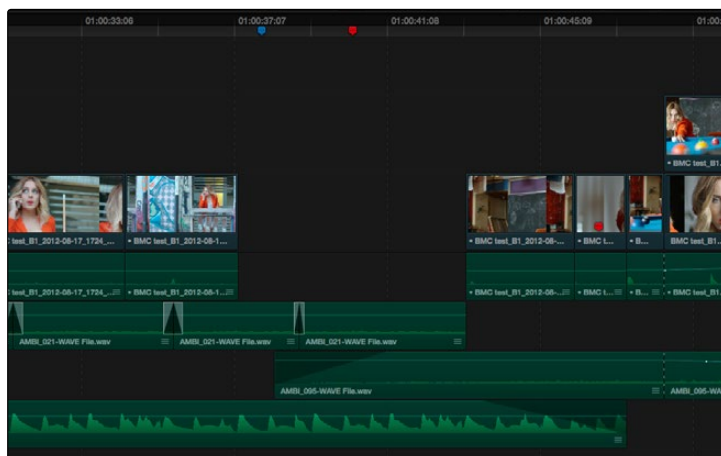 01:00:33:06 01:00:37:07 01:00:41:08 01:00:45:09 01:00:
• BMC test_B1...
C test_B1_2012-08-17_1724_... • BMC test_B1_2012-08-1... • BMC test_B1_2012-08-... • BMC t... • B... BMC test_B1...
test_B1_2012-08-17_1724_... • BMC test_B1_2012-08-1... • BMC test_B1_2012-08-... • BMC t... • B... • BMC test_B1
AMBI_021-WAVE File.wav AMBI_021-WAVE File.wav AMBI_021-WAVE File.wav
AMBI_095-WAVE File.wav AMBI_095-WA